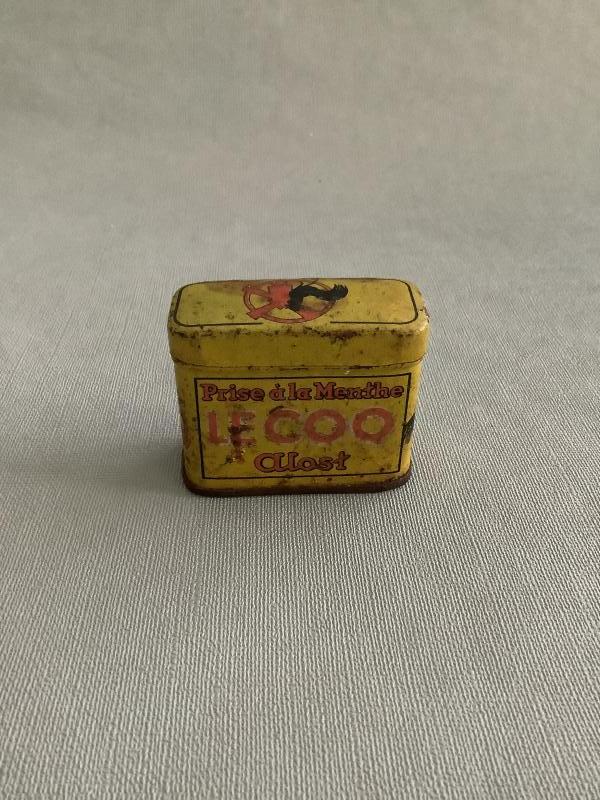 Prise à la Menthe
LE COQ
Alost